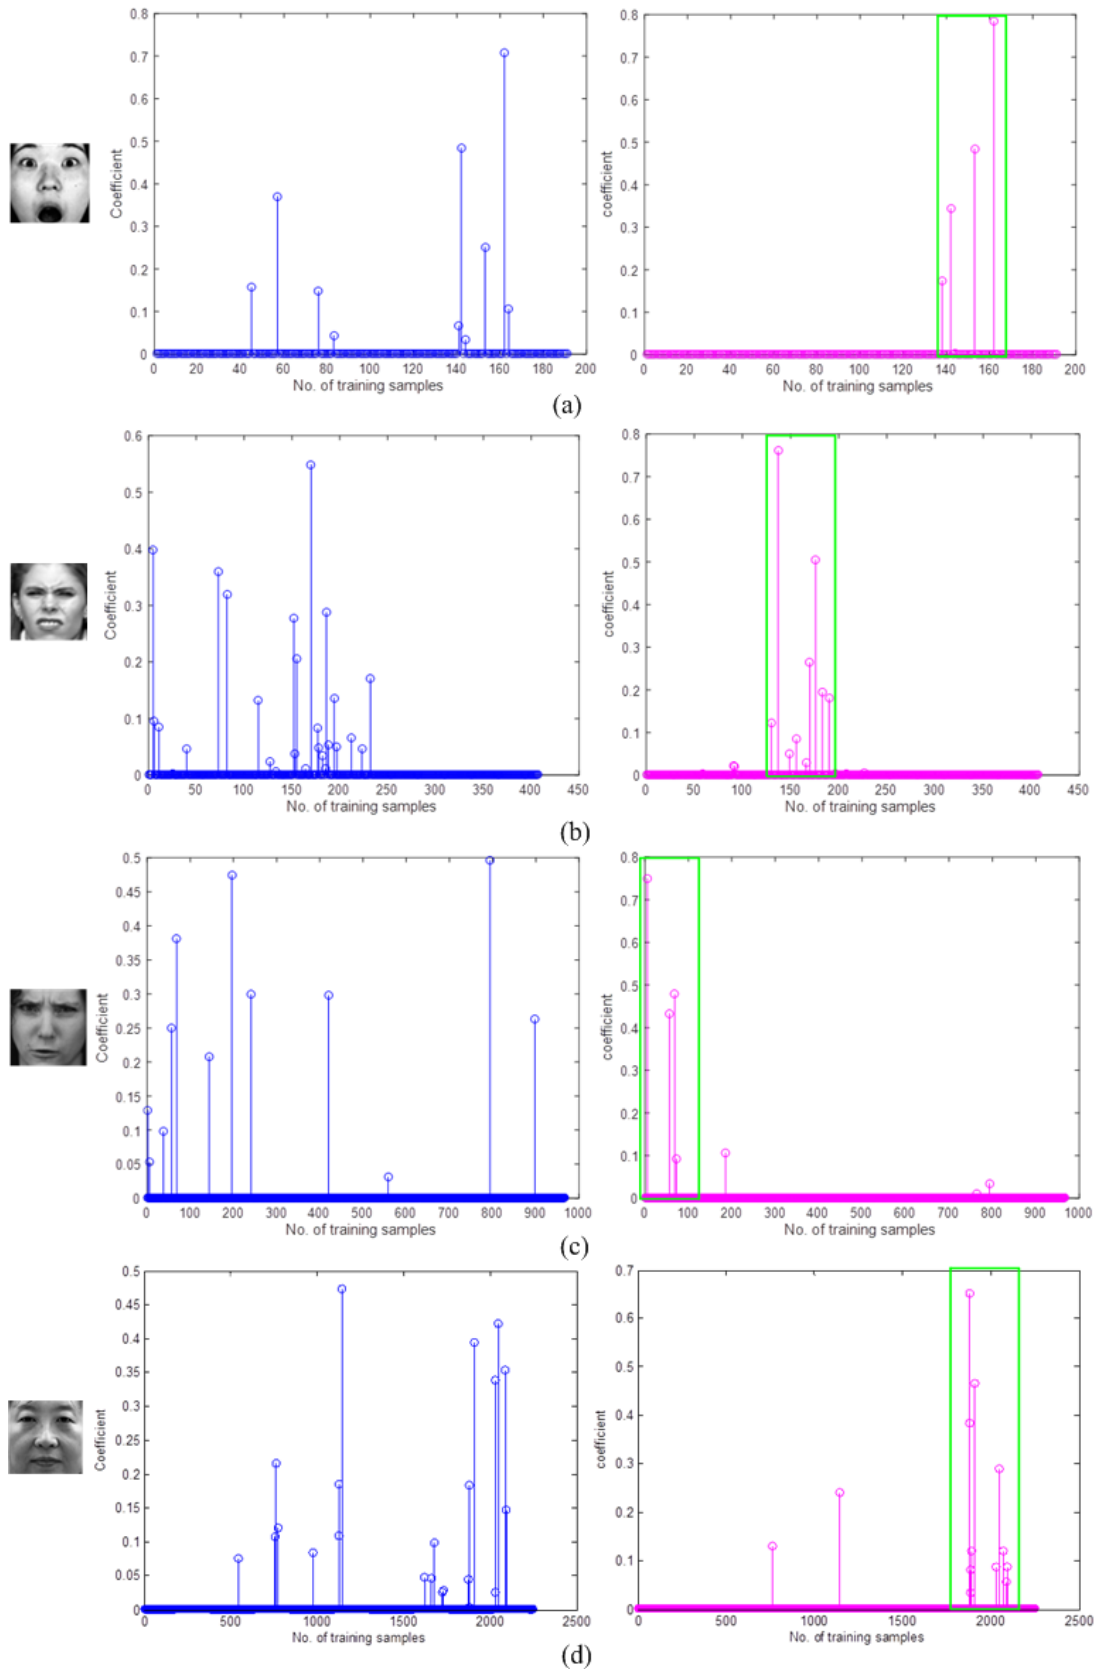 0.8 0.7 0.6 0.5 0.4 0.3 0.2 0.1 0
Coefficient
0 20 40 60 80 100 120 140 160 180 200
No. of training samples
0.8 0.7 0.6 0.5 0.4 0.3 0.2 0.1 0
coefficient
0 20 40 60 80 100 120 140 160 180 200
No. of training samples
(a)
0.6 0.5 0.4 0.3 0.2 0.1 0
Coefficient
0 50 100 150 200 250 300 350 400 450
No. of training samples
0.8 0.7 0.6 0.5 0.4 0.3 0.2 0.1 0
coefficient
0 50 100 150 200 250 300 350 400 450
No. of training samples
(b)
0.5 0.45 0.4 0.35 0.3 0.25 0.2 0.15 0.1 0.05 0
Coefficient
0 100 200 300 400 500 600 700 800 900 1000
No. of training samples
0.8 0.7 0.6 0.5 0.4 0.3 0.2 0.1 0
coefficient
0 100 200 300 400 500 600 700 800 900 1000
No. of training samples
(c)
0.5 0.45 0.4 0.35 0.3 0.25 0.2 0.15 0.1 0.05 0
Coefficient
0 500 1000 1500 2000 2500
No. of training samples
0.7 0.6 0.5 0.4 0.3 0.2 0.1 0
coefficient
0 500 1000 1500 2000 2500
No. of training samples
(d)